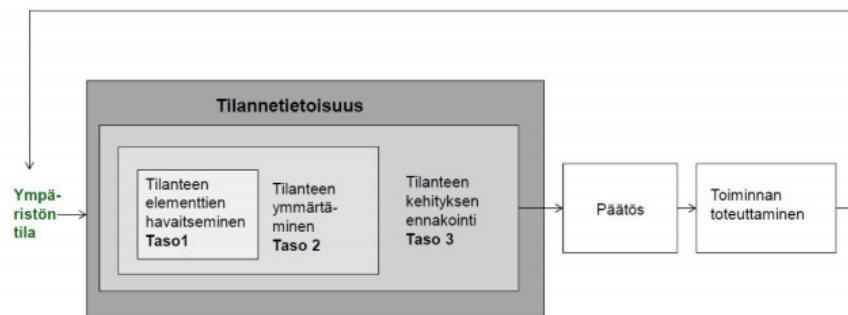 Tilannetietoisuus
Ympä-
ristön
tila
Tilanteen
elementtien
havaitseminen
Taso1
Tilanteen
ymmärtä-
minen
Taso 2
Tilanteen
kehityksen
ennakointi
Taso 3
Päätös
Toiminnan
toteuttaminen